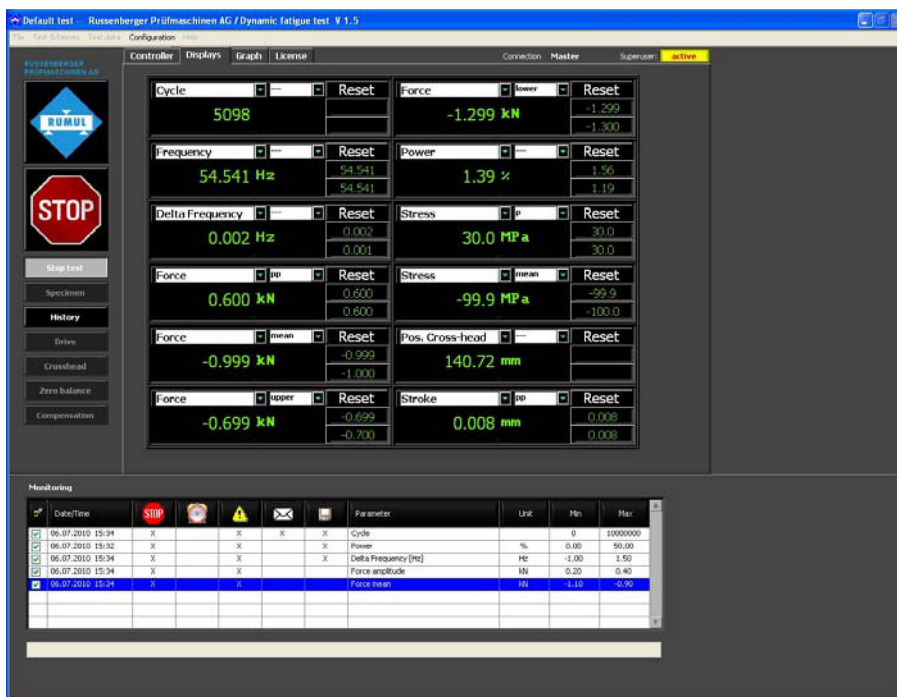 Default test - Russenberger Prüfmaschinen AG / Dynamic fatigue test V 1.5
File Test Schemes Test data Configuration Help
RUSSENBERGER
PRÜFMASCHINEN AG
Controller Displays Graph License Connection Master Superuser: active
RUMUL
STOP
Stop test
Specimen
History
Drive
Crosshead
Zero balance
Compensation
Cycle --- Reset
5098
Force lower Reset
-1.299 kN
-1.299
-1.300
Frequency --- Reset
54.541 Hz
54.541
54.541
Power --- Reset
1.39 %
1.56
1.19
Delta Frequency --- Reset
0.002 Hz
0.002
0.001
Stress p Reset
30.0 MPa
30.0
30.0
Force pp Reset
0.600 kN
0.600
0.600
Stress mean Reset
-99.9 MPa
-99.9
-100.0
Force mean Reset
-0.999 kN
-0.999
-1.000
Pos. Cross-head --- Reset
140.72 mm
Force upper Reset
-0.699 kN
-0.699
-0.700
Stroke pp Reset
0.008 mm
0.008
0.008
Monitoring
Date/Time STOP Parameter Unit Min Max
06.07.2010 15:34 X X X X Cycle 0 10000000
06.07.2010 15:32 X X X Power % 0.00 50.00
06.07.2010 15:34 X X X Delta Frequency [Hz] Hz -1.00 1.50
06.07.2010 15:34 X X Force amplitude kN 0.20 0.40
06.07.2010 15:34 X X Force mean kN -1.10 -0.90